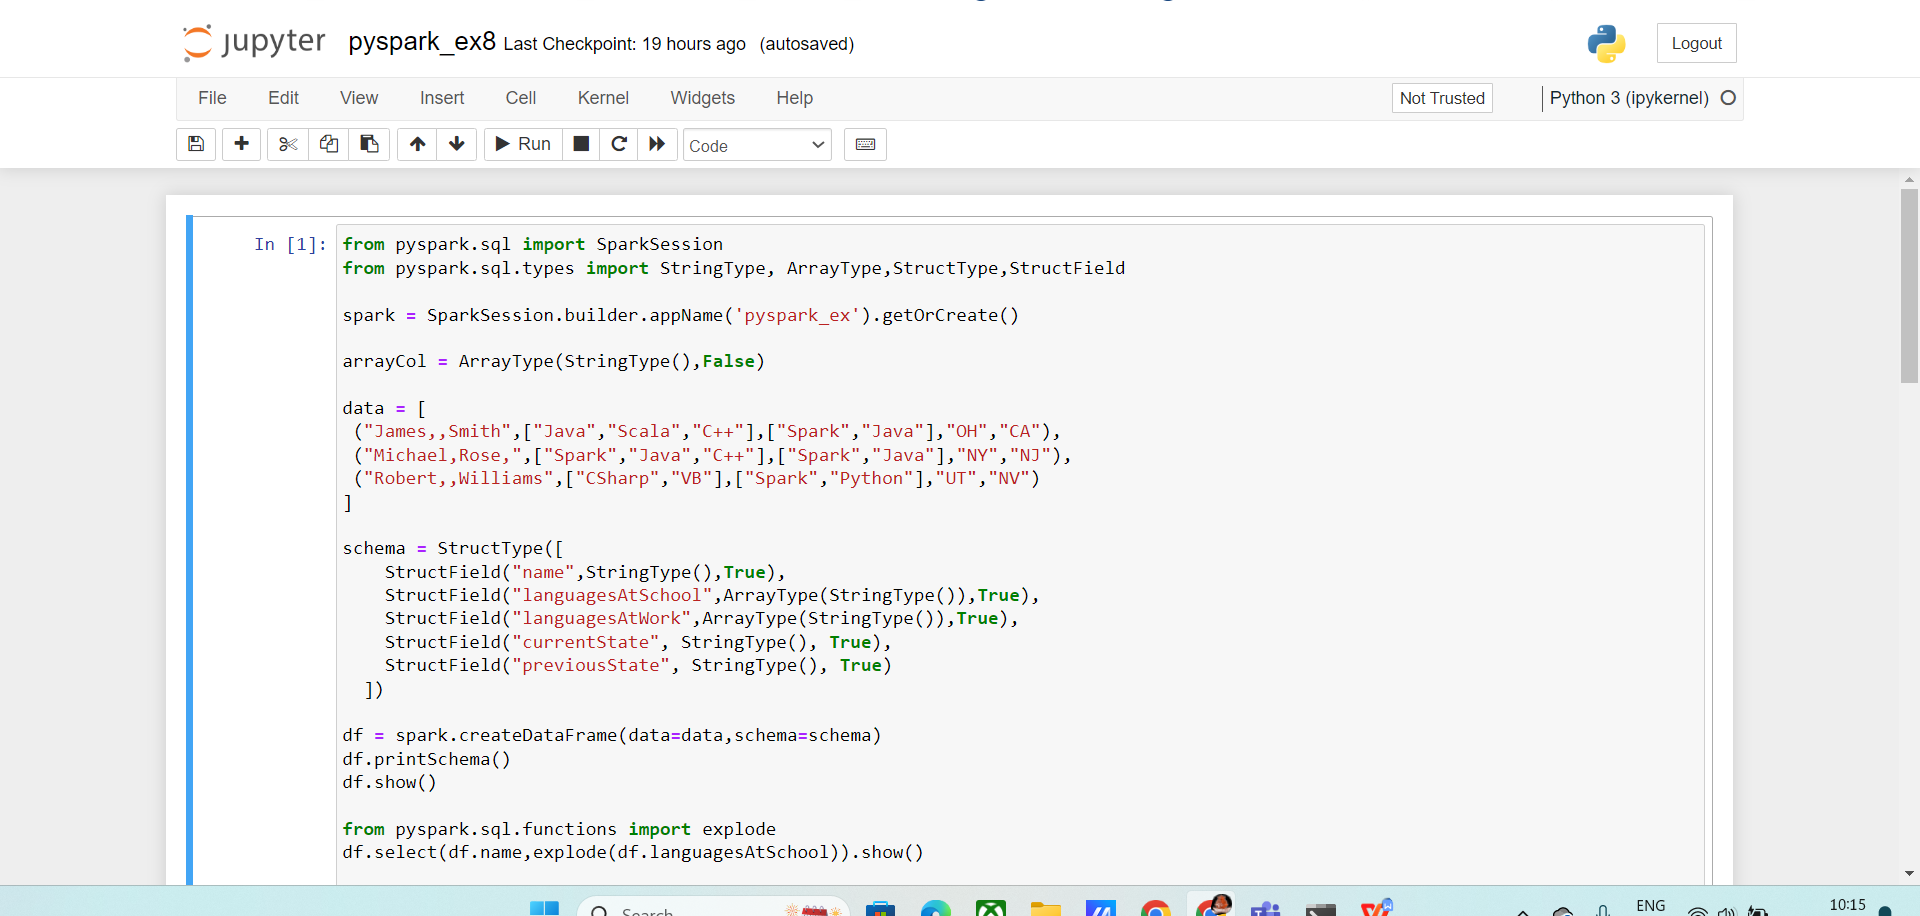 jupyter pyspark_ex8 Last Checkpoint: 19 hours ago (autosaved)
Logout
File Edit View Insert Cell Kernel Widgets Help
Not Trusted
Python 3 (ipykernel)
Run
Code
In [1]:
from pyspark.sql import SparkSession
from pyspark.sql.types import StringType, ArrayType,StructType,StructField
spark = SparkSession.builder.appName('pyspark_ex').getOrCreate()
arrayCol = ArrayType(StringType(),False)
data = [
("James,,Smith",["Java","Scala","C++"],["Spark","Java"],"OH","CA"),
("Michael,Rose,",["Spark","Java","C++"],["Spark","Java"],"NY","NJ"),
("Robert,,Williams",["CSharp","VB"],["Spark","Python"],"UT","NV")
]
schema = StructType([
StructField("name",StringType(),True),
StructField("languagesAtSchool",ArrayType(StringType()),True),
StructField("languagesAtWork",ArrayType(StringType()),True),
StructField("currentState", StringType(), True),
StructField("previousState", StringType(), True)
])
df = spark.createDataFrame(data=data,schema=schema)
df.printSchema()
df.show()
from pyspark.sql.functions import explode
df.select(df.name,explode(df.languagesAtSchool)).show()
Search
ENG
10:15